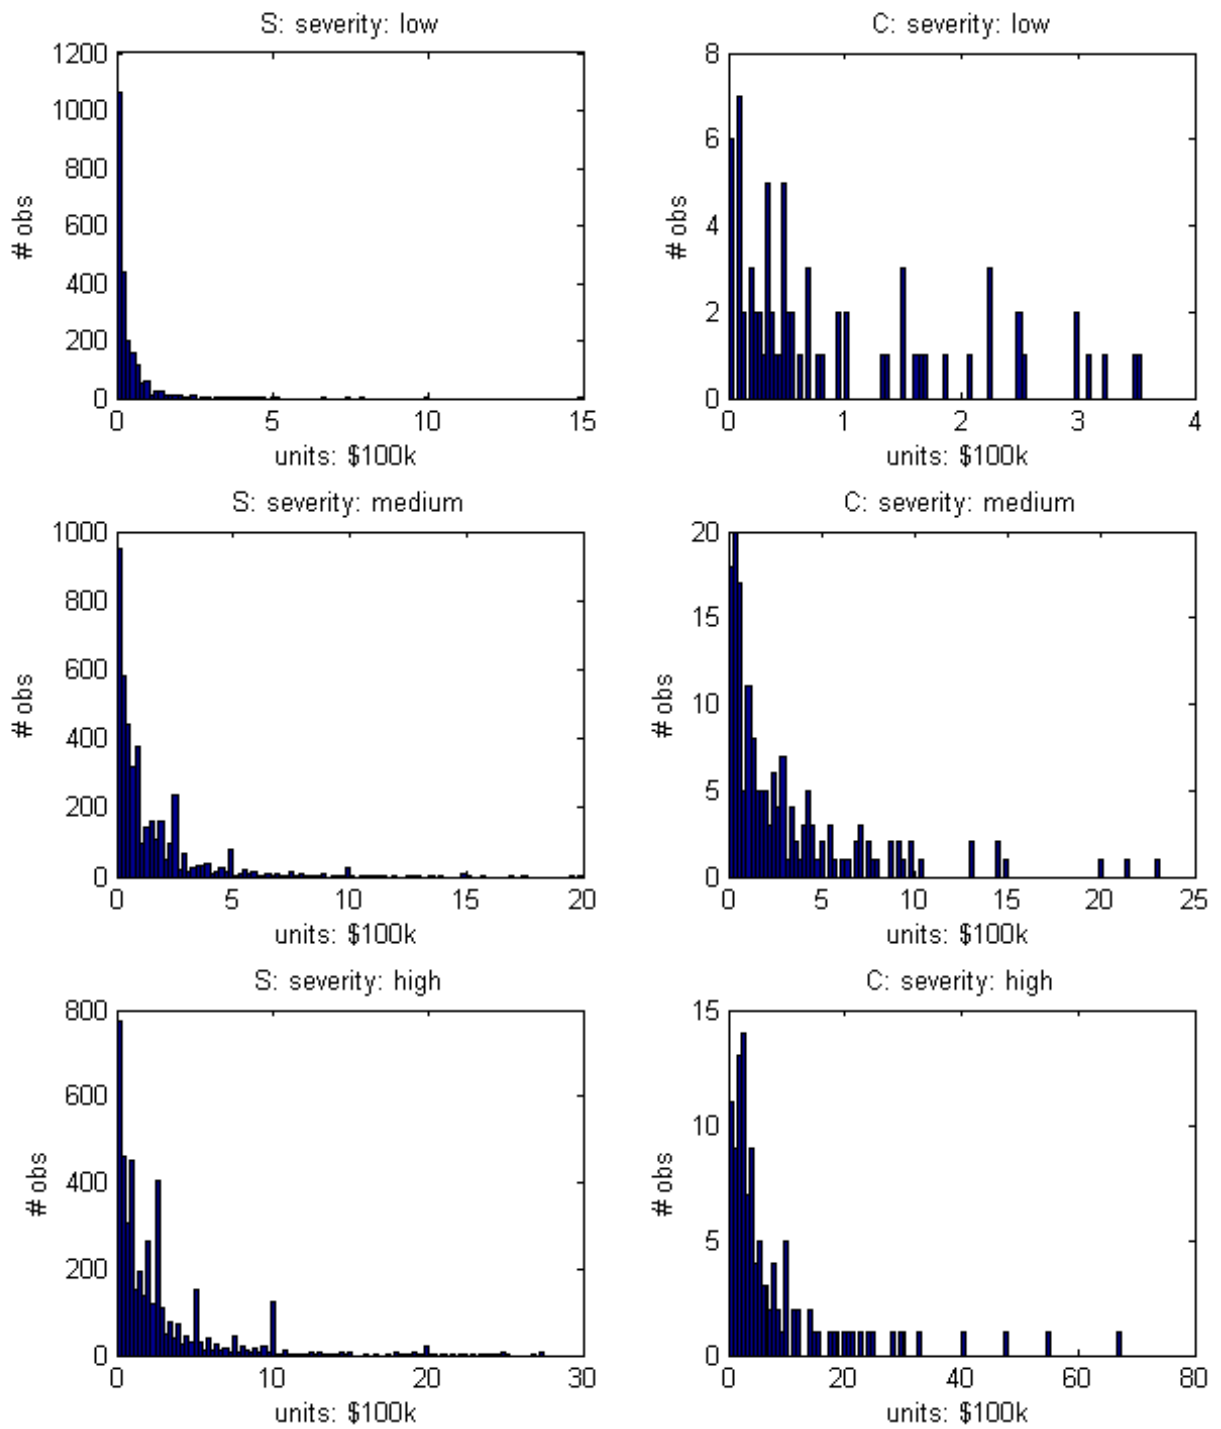 S: severity: low
1200
1000
800
600
400
200
0
# obs
0 5 10 15
units: $100k
C: severity: low
8
6
4
2
0
# obs
0 1 2 3 4
units: $100k
S: severity: medium
1000
800
600
400
200
0
# obs
0 5 10 15 20
units: $100k
C: severity: medium
20
15
10
5
0
# obs
0 5 10 15 20 25
units: $100k
S: severity: high
800
600
400
200
0
# obs
0 10 20 30
units: $100k
C: severity: high
15
10
5
0
# obs
0 20 40 60 80
units: $100k